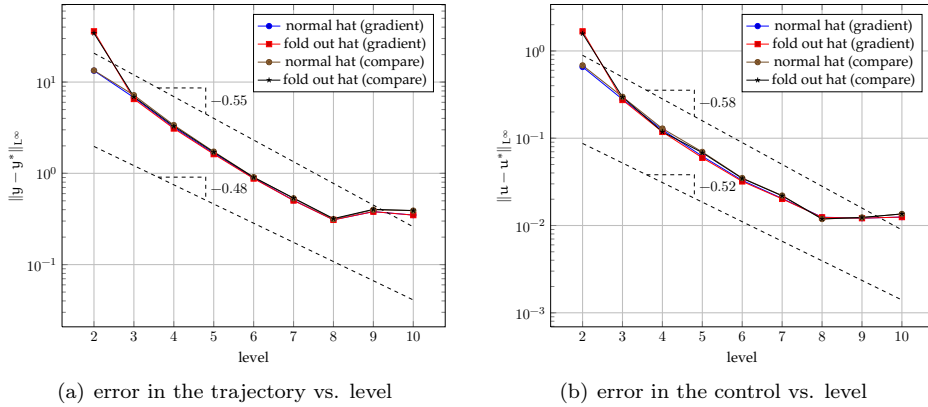 normal hat (gradient)
fold out hat (gradient)
normal hat (compare)
fold out hat (compare)
10^1
10^0
10^{−1}
−0.55
−0.48
∥y − y*∥_{L^∞}
2 3 4 5 6 7 8 9 10
level
(a) error in the trajectory vs. level
normal hat (gradient)
fold out hat (gradient)
normal hat (compare)
fold out hat (compare)
10^0
10^{−1}
10^{−2}
10^{−3}
−0.58
−0.52
∥u − u*∥_{L^∞}
2 3 4 5 6 7 8 9 10
level
(b) error in the control vs. level